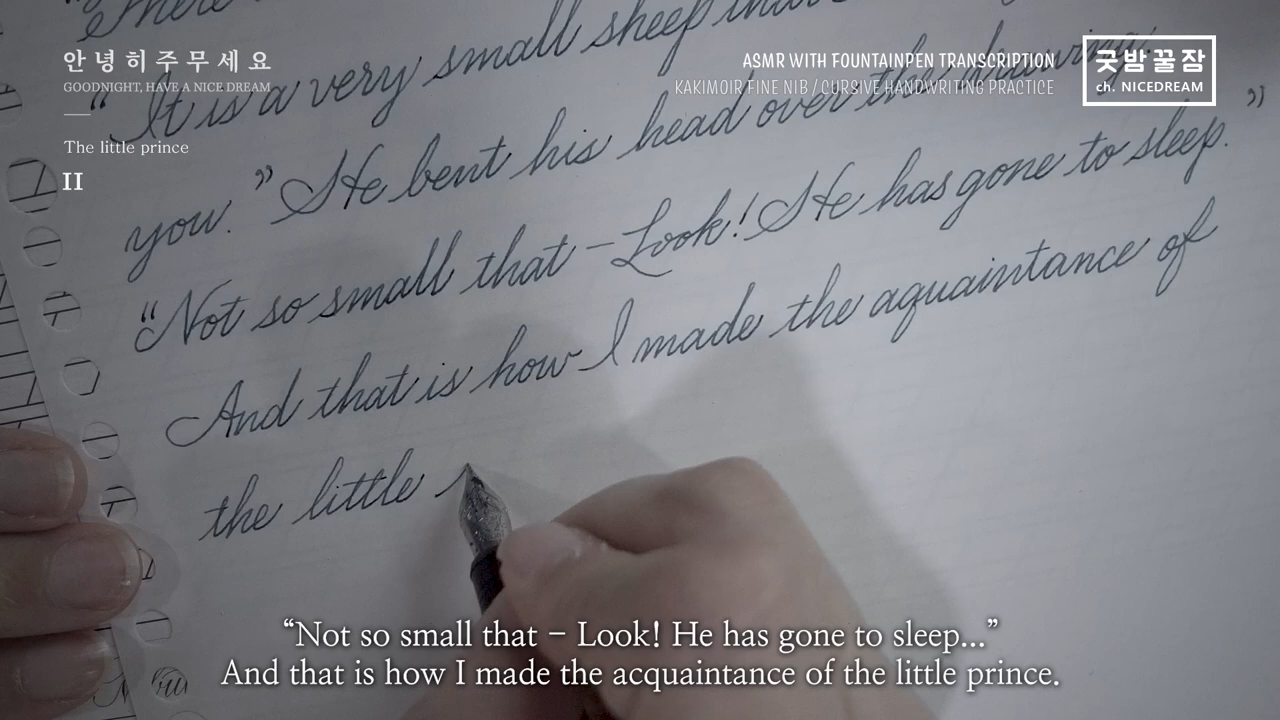 "There
안녕히주무세요
GOODNIGHT, HAVE A NICE DREAM
The little prince
II
ASMR WITH FOUNTAINPEN TRANSCRIPTION
KAKIMOIR FINE NIB / CURSIVE HANDWRITING PRACTICE
굿밤꿀잠
ch. NICEDREAM
"It is a very small sheep that
you." He bent his head over the drawing.
"Not so small that – Look! He has gone to sleep."
And that is how I made the aquaintance of
the little
“Not so small that – Look! He has gone to sleep...”
And that is how I made the acquaintance of the little prince.